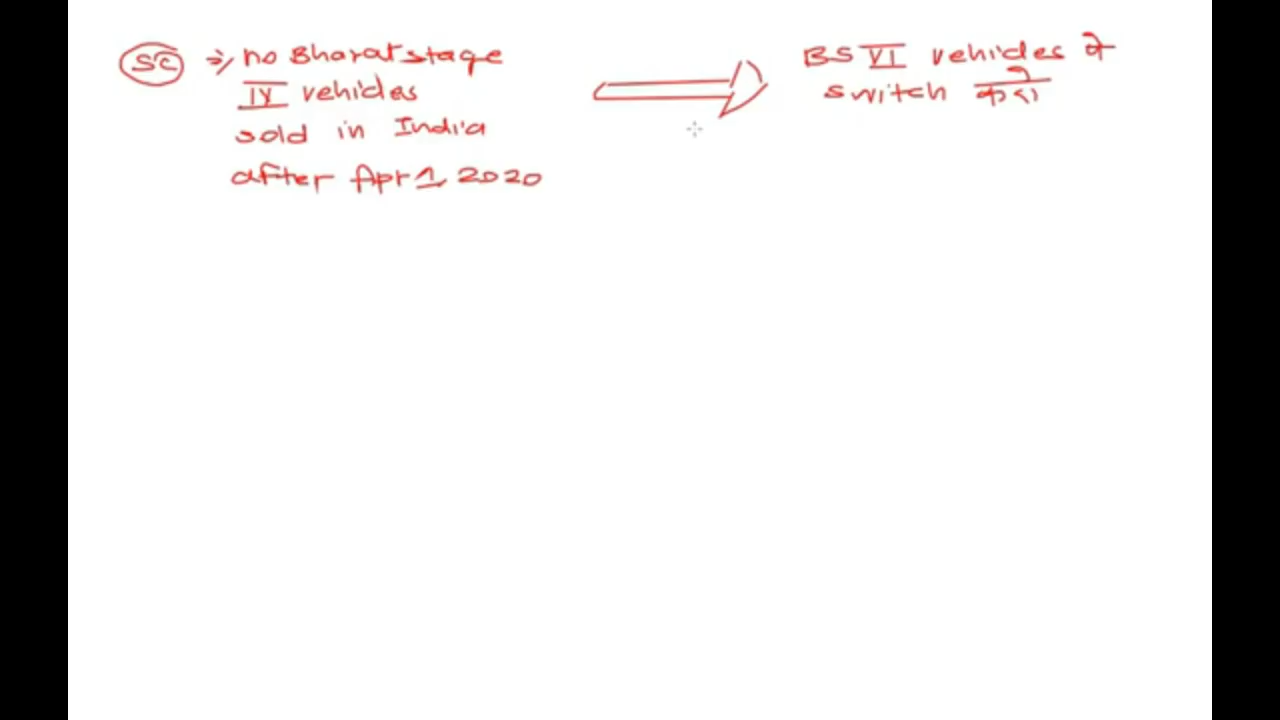 SC ⇒ no Bharat stage
IV vehicles
sold in India
after Apr 1 2020
BS VI vehicles
switch करो